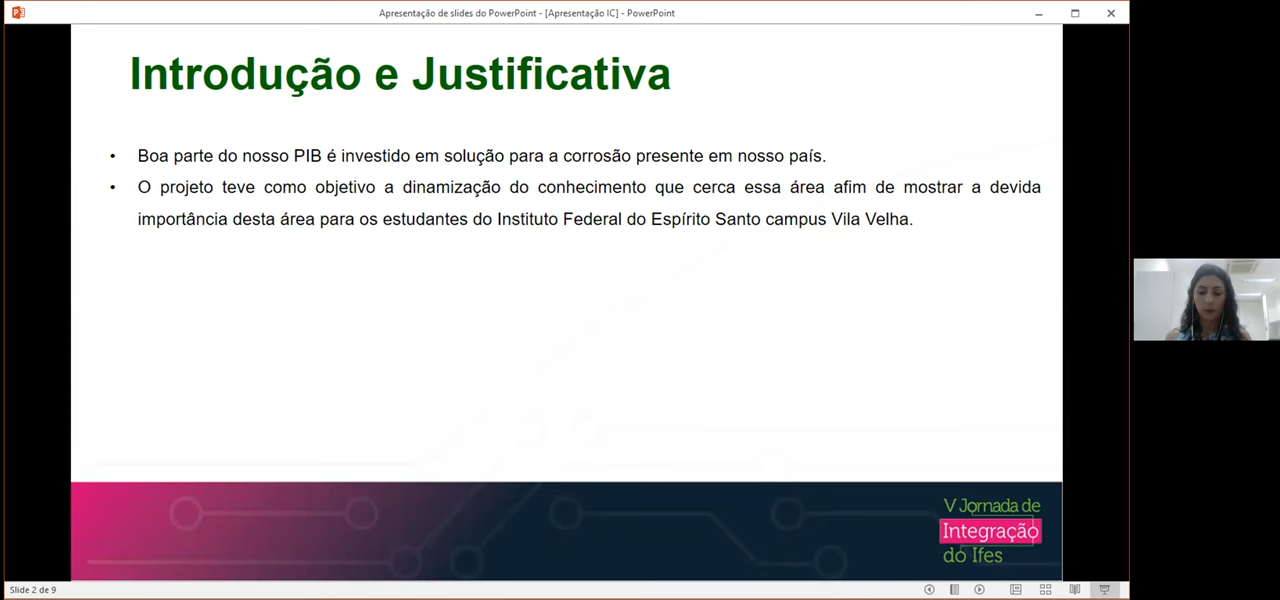 Apresentação de slides do PowerPoint - [Apresentação IC] - PowerPoint
Introdução e Justificativa
• Boa parte do nosso PIB é investido em solução para a corrosão presente em nosso país.
• O projeto teve como objetivo a dinamização do conhecimento que cerca essa área afim de mostrar a devida
importância desta área para os estudantes do Instituto Federal do Espírito Santo campus Vila Velha.
V Jornada de
Integração
do Ifes
Slide 2 de 9